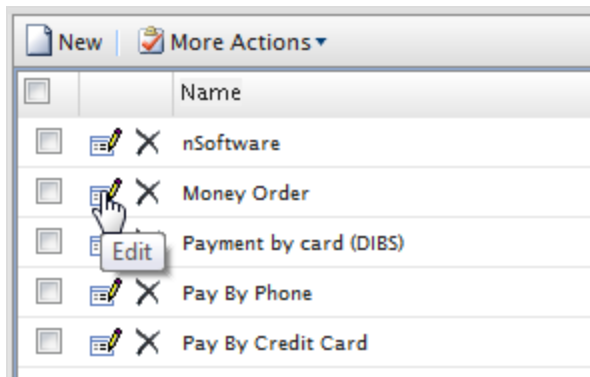 New More Actions
Name
nSoftware
Money Order
Edit
Payment by card (DIBS)
Pay By Phone
Pay By Credit Card